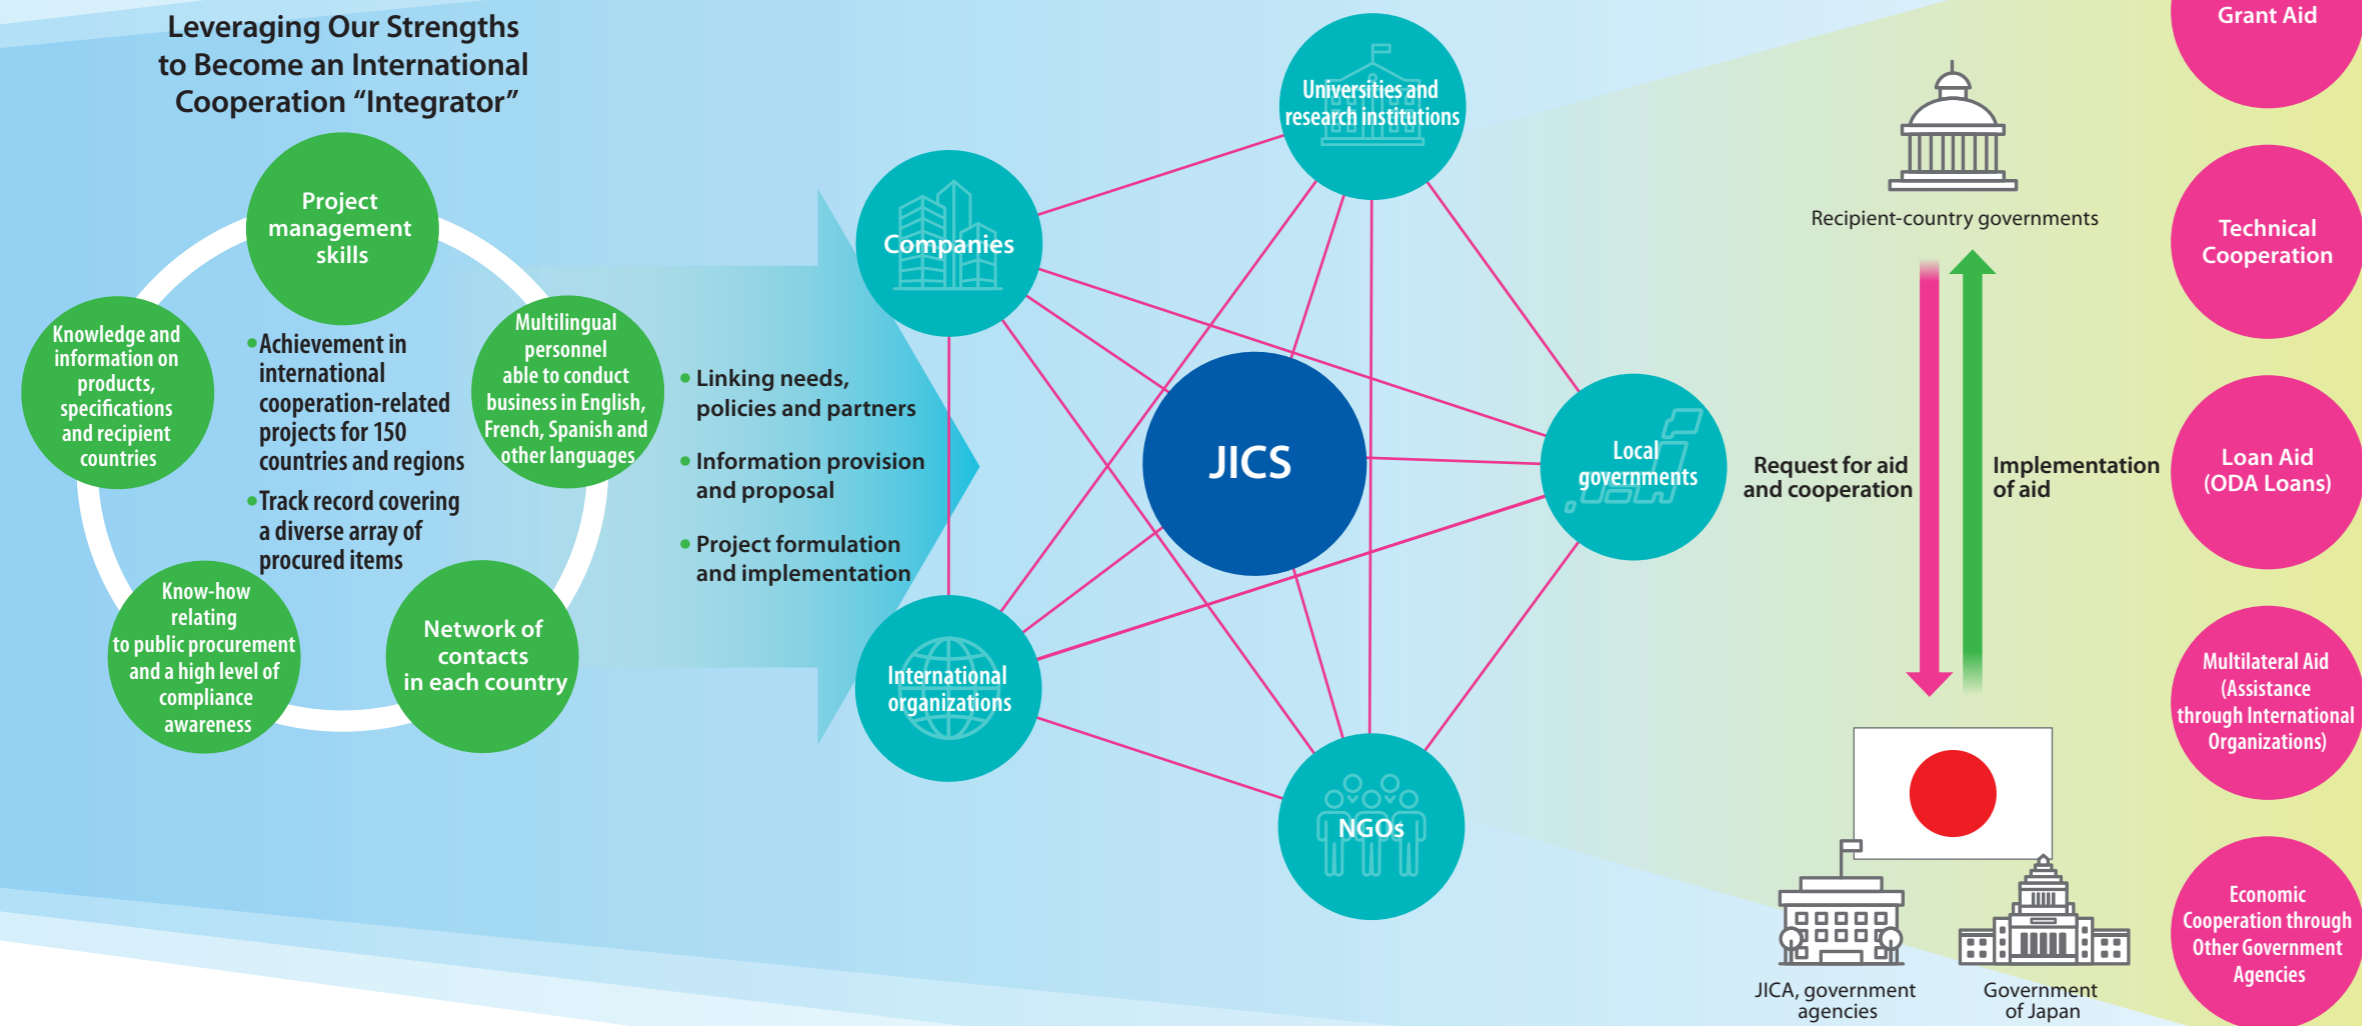 Leveraging Our Strengths
to Become an International
Cooperation “Integrator”
Project
management
skills
Knowledge and
information on
products,
specifications
and recipient
countries
Multilingual
personnel
able to conduct
business in English,
French, Spanish and
other languages
•Achievement in
international
cooperation-related
projects for 150
countries and regions
•Track record covering
a diverse array of
procured items
Know-how
relating
to public procurement
and a high level of
compliance
awareness
Network of
contacts
in each country
• Linking needs,
policies and partners
• Information provision
and proposal
• Project formulation
and implementation
Companies
Universities and
research institutions
JICS
Local
governments
International
organizations
NGOs
Recipient-country governments
Request for aid
and cooperation
Implementation
of aid
JICA, government
agencies
Government
of Japan
Grant Aid
Technical
Cooperation
Loan Aid
(ODA Loans)
Multilateral Aid
(Assistance
through International
Organizations)
Economic
Cooperation through
Other Government
Agencies